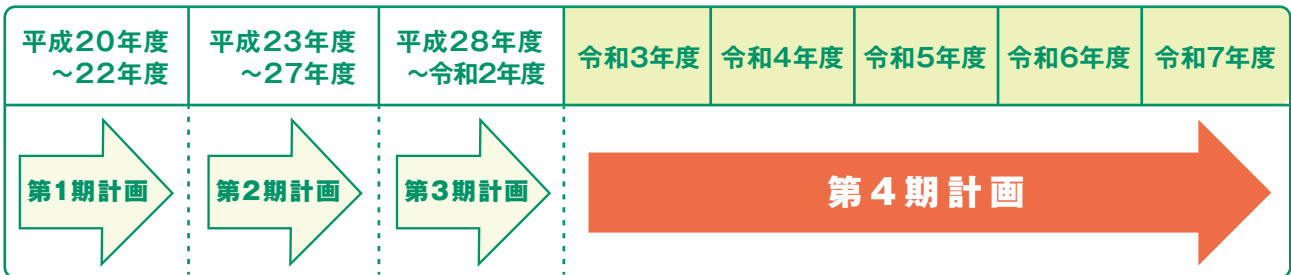 平成20年度
~22年度
平成23年度
~27年度
平成28年度
~令和2年度
令和3年度
令和4年度
令和5年度
令和6年度
令和7年度
第1期計画
第2期計画
第3期計画
第4期計画